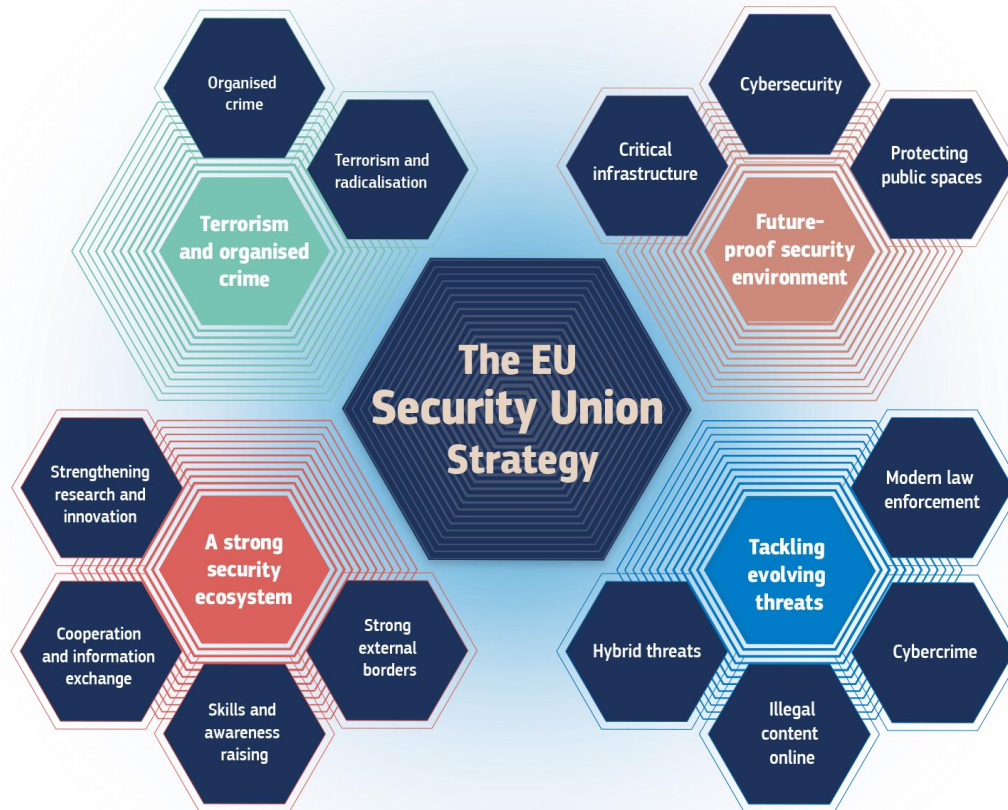 Organised
crime
Terrorism and
radicalisation
Terrorism
and organised
crime
Cybersecurity
Critical
infrastructure
Protecting
public spaces
Future-
proof security
environment
The EU
Security Union
Strategy
Strengthening
research and
innovation
A strong
security
ecosystem
Cooperation
and information
exchange
Strong
external
borders
Skills and
awareness
raising
Modern law
enforcement
Tackling
evolving
threats
Hybrid threats
Cybercrime
Illegal
content
online